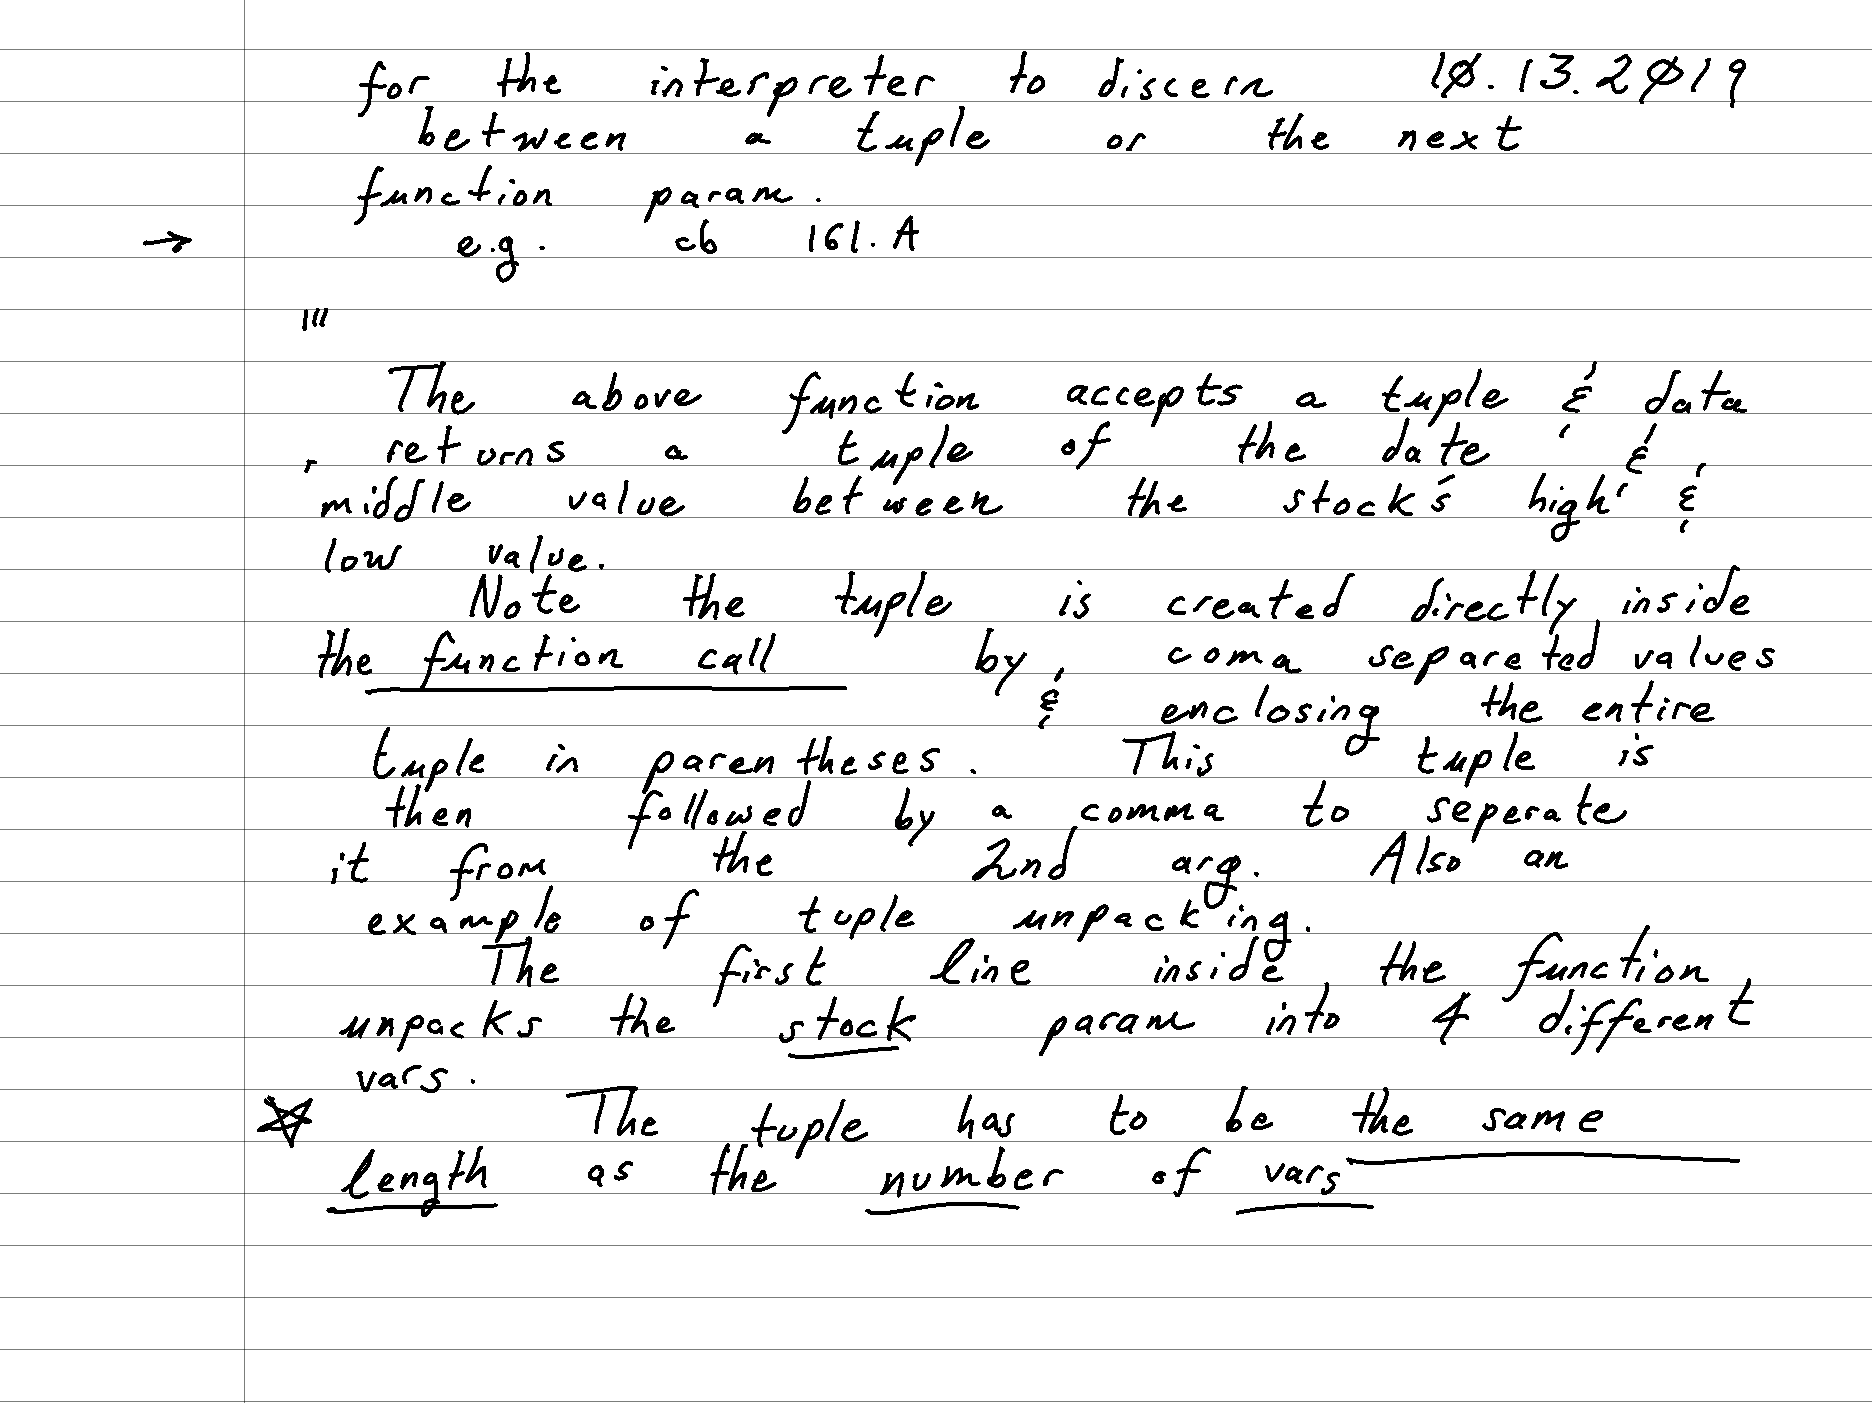 for the interpreter to discern 10.13.2019
between a tuple or the next
function param.
→ e.g. cb 161.A
"'
The above function accepts a tuple & data
, returns a tuple of the date &
middle value between the stock's high &
low value.
Note the tuple is created directly inside
the function call by coma separeted values
& enclosing the entire
tuple in parentheses. This tuple is
then followed by a comma to seperate
it from the 2nd arg. Also an
example of tuple unpacking.
The first line inside the function
unpacks the stock param into 4 different
vars.
☆ The tuple has to be the same
length as the number of vars